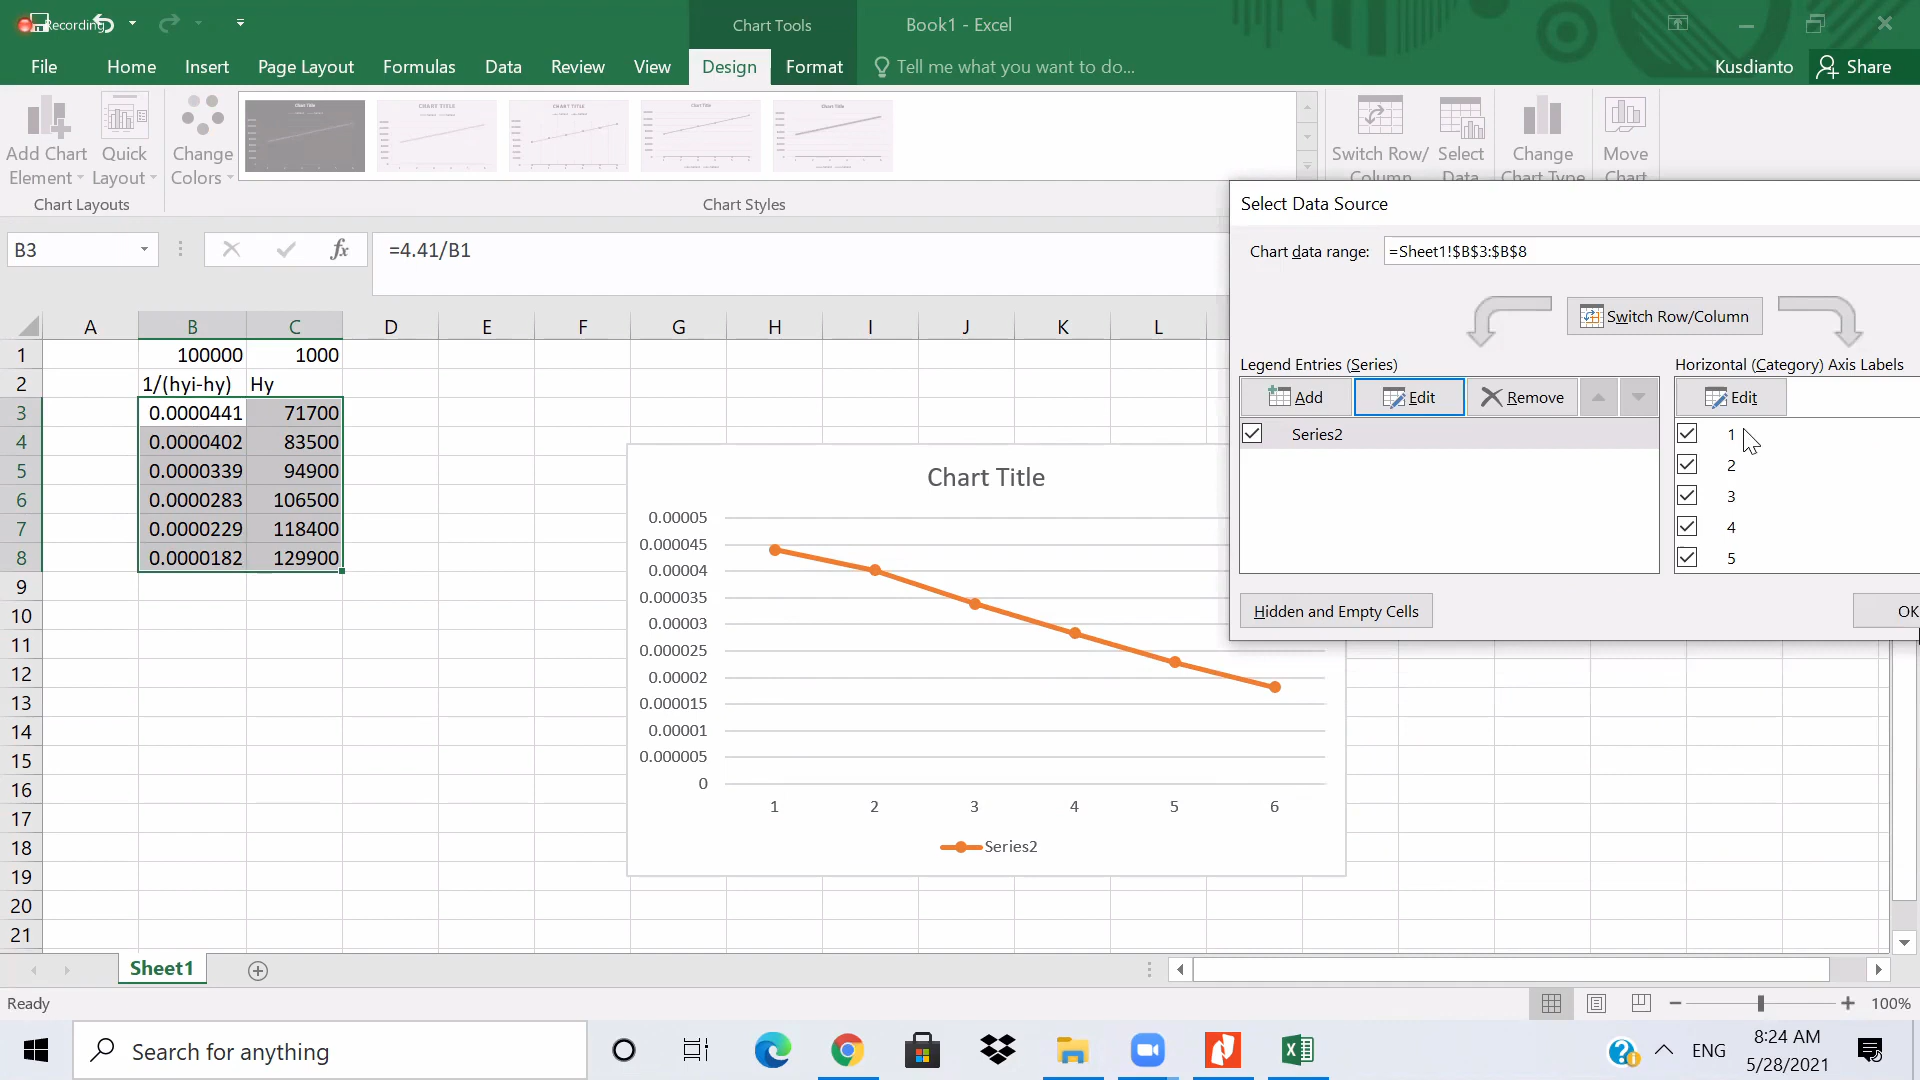 Recording
Chart Tools
Book1 - Excel
File
Home
Insert
Page Layout
Formulas
Data
Review
View
Design
Format
Tell me what you want to do...
Kusdianto
Share
Add Chart
Element
Quick
Layout
Change
Colors
Switch Row/
Column
Select
Data
Change
Chart Type
Move
Chart
Chart Layouts
Chart Styles
B3
fx
=4.41/B1
Select Data Source
Chart data range:
=Sheet1!$B$3:$B$8
Switch Row/Column
Legend Entries (Series)
Horizontal (Category) Axis Labels
Add
Edit
Remove
Edit
Series2
1
2
3
4
5
Hidden and Empty Cells
OK
A B C D E F G H I J K L
1 100000 1000
2 1/(hyi-hy) Hy
3 0.0000441 71700
4 0.0000402 83500
5 0.0000339 94900
6 0.0000283 106500
7 0.0000229 118400
8 0.0000182 129900
9
10
11
12
13
14
15
16
17
18
19
20
21
Chart Title
0.00005
0.000045
0.00004
0.000035
0.00003
0.000025
0.00002
0.000015
0.00001
0.000005
0
1 2 3 4 5 6
Series2
Sheet1
Ready
100%
Search for anything
ENG
8:24 AM
5/28/2021